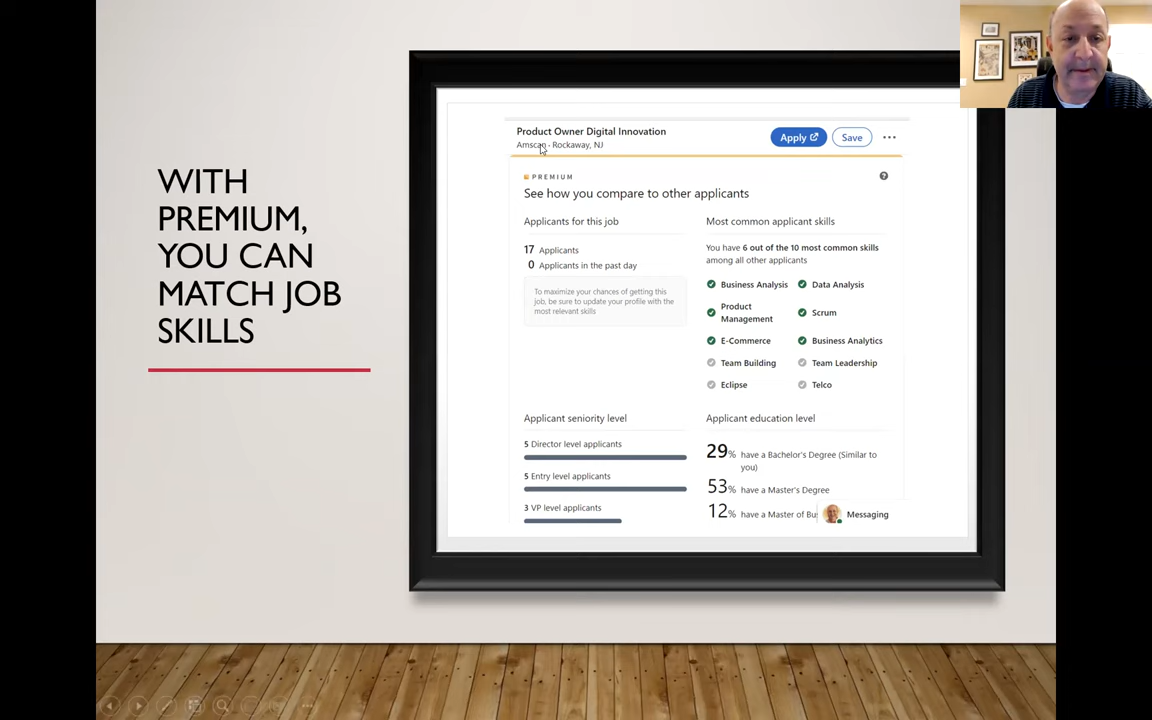 WITH
PREMIUM,
YOU CAN
MATCH JOB
SKILLS
Product Owner Digital Innovation
Amscan - Rockaway, NJ
Apply
Save
PREMIUM
See how you compare to other applicants
Applicants for this job
17 Applicants
0 Applicants in the past day
To maximize your chances of getting this
job, be sure to update your profile with the
most relevant skills
Most common applicant skills
You have 6 out of the 10 most common skills
among all other applicants
Business Analysis
Data Analysis
Product
Management
Scrum
E-Commerce
Business Analytics
Team Building
Team Leadership
Eclipse
Telco
Applicant seniority level
5 Director level applicants
5 Entry level applicants
3 VP level applicants
Applicant education level
29% have a Bachelor's Degree (Similar to
you)
53% have a Master's Degree
12% have a Master of Bu
Messaging